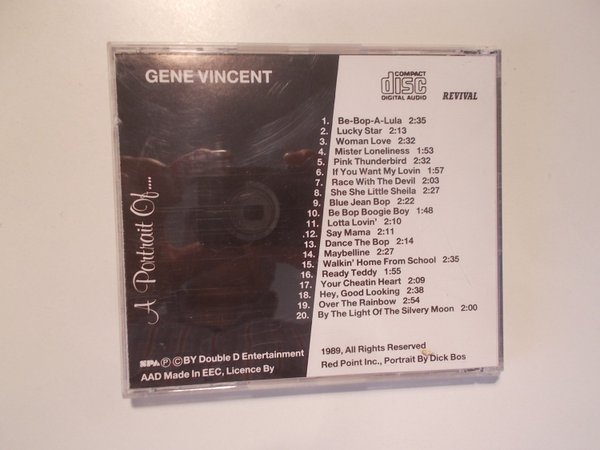 GENE VINCENT
COMPACT
disc
DIGITAL AUDIO
REVIVAL
1. Be-Bop-A-Lula 2:35
2. Lucky Star 2:13
3. Woman Love 2:32
4. Mister Loneliness 1:53
5. Pink Thunderbird 2:32
6. If You Want My Lovin 1:57
7. Race With The Devil 2:03
8. She She Little Sheila 2:27
9. Blue Jean Bop 2:22
10. Be Bop Boogie Boy 1:48
11. Lotta Lovin' 2:10
.12. Say Mama 2:11
13. Dance The Bop 2:14
14. Maybelline 2:27
15. Walkin' Home From School 2:35
16. Ready Teddy 1:55
17. Your Cheatin Heart 2:09
18. Hey, Good Looking 2:38
19. Over The Rainbow 2:54
20. By The Light Of The Silvery Moon 2:00
A Portrait Of....
SPA ℗ © BY Double D Entertainment
AAD Made In EEC, Licence By
1989, All Rights Reserved
Red Point Inc., Portrait By Dick Bos